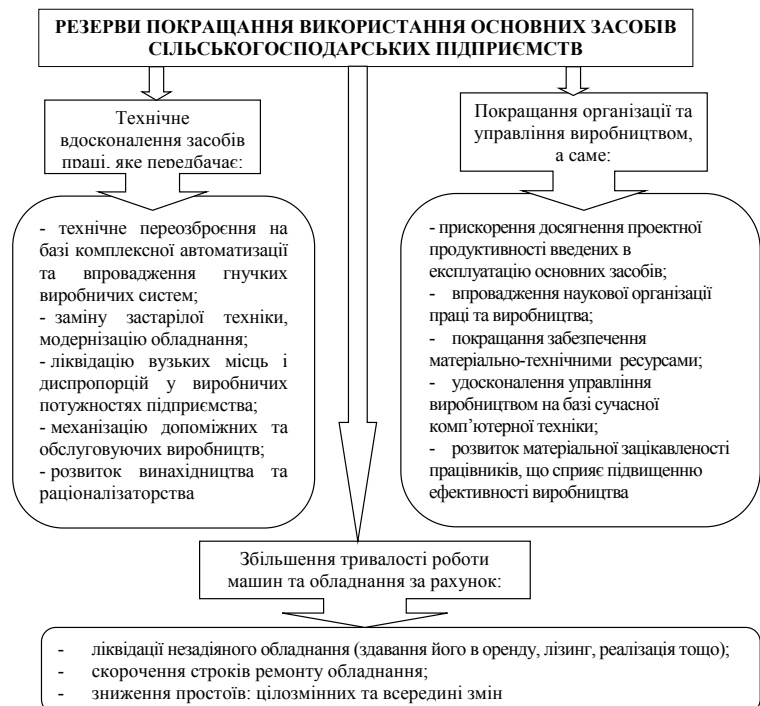 РЕЗЕРВИ ПОКРАЩАННЯ ВИКОРИСТАННЯ ОСНОВНИХ ЗАСОБІВ
СІЛЬСЬКОГОСПОДАРСЬКИХ ПІДПРИЄМСТВ
Технічне
вдосконалення засобів
праці, яке передбачає:
- технічне переозброєння на
базі комплексної автоматизації
та впровадження гнучких
виробничих систем;
- заміну застарілої техніки,
модернізацію обладнання;
- ліквідацію вузьких місць і
диспропорцій у виробничих
потужностях підприємства;
- механізацію допоміжних та
обслуговуючих виробництв;
- розвиток винахідництва та
раціоналізаторства
Покращання організації та
управління виробництвом,
а саме:
- прискорення досягнення проектної
продуктивності введених в
експлуатацію основних засобів;
- впровадження наукової організації
праці та виробництва;
- покращання забезпечення
матеріально-технічними ресурсами;
- удосконалення управління
виробництвом на базі сучасної
комп’ютерної техніки;
- розвиток матеріальної зацікавленості
працівників, що сприяє підвищенню
ефективності виробництва
Збільшення тривалості роботи
машин та обладнання за рахунок:
- ліквідації незадіяного обладнання (здавання його в оренду, лізинг, реалізація тощо);
- скорочення строків ремонту обладнання;
- зниження простоїв: цілозмінних та всередині змін